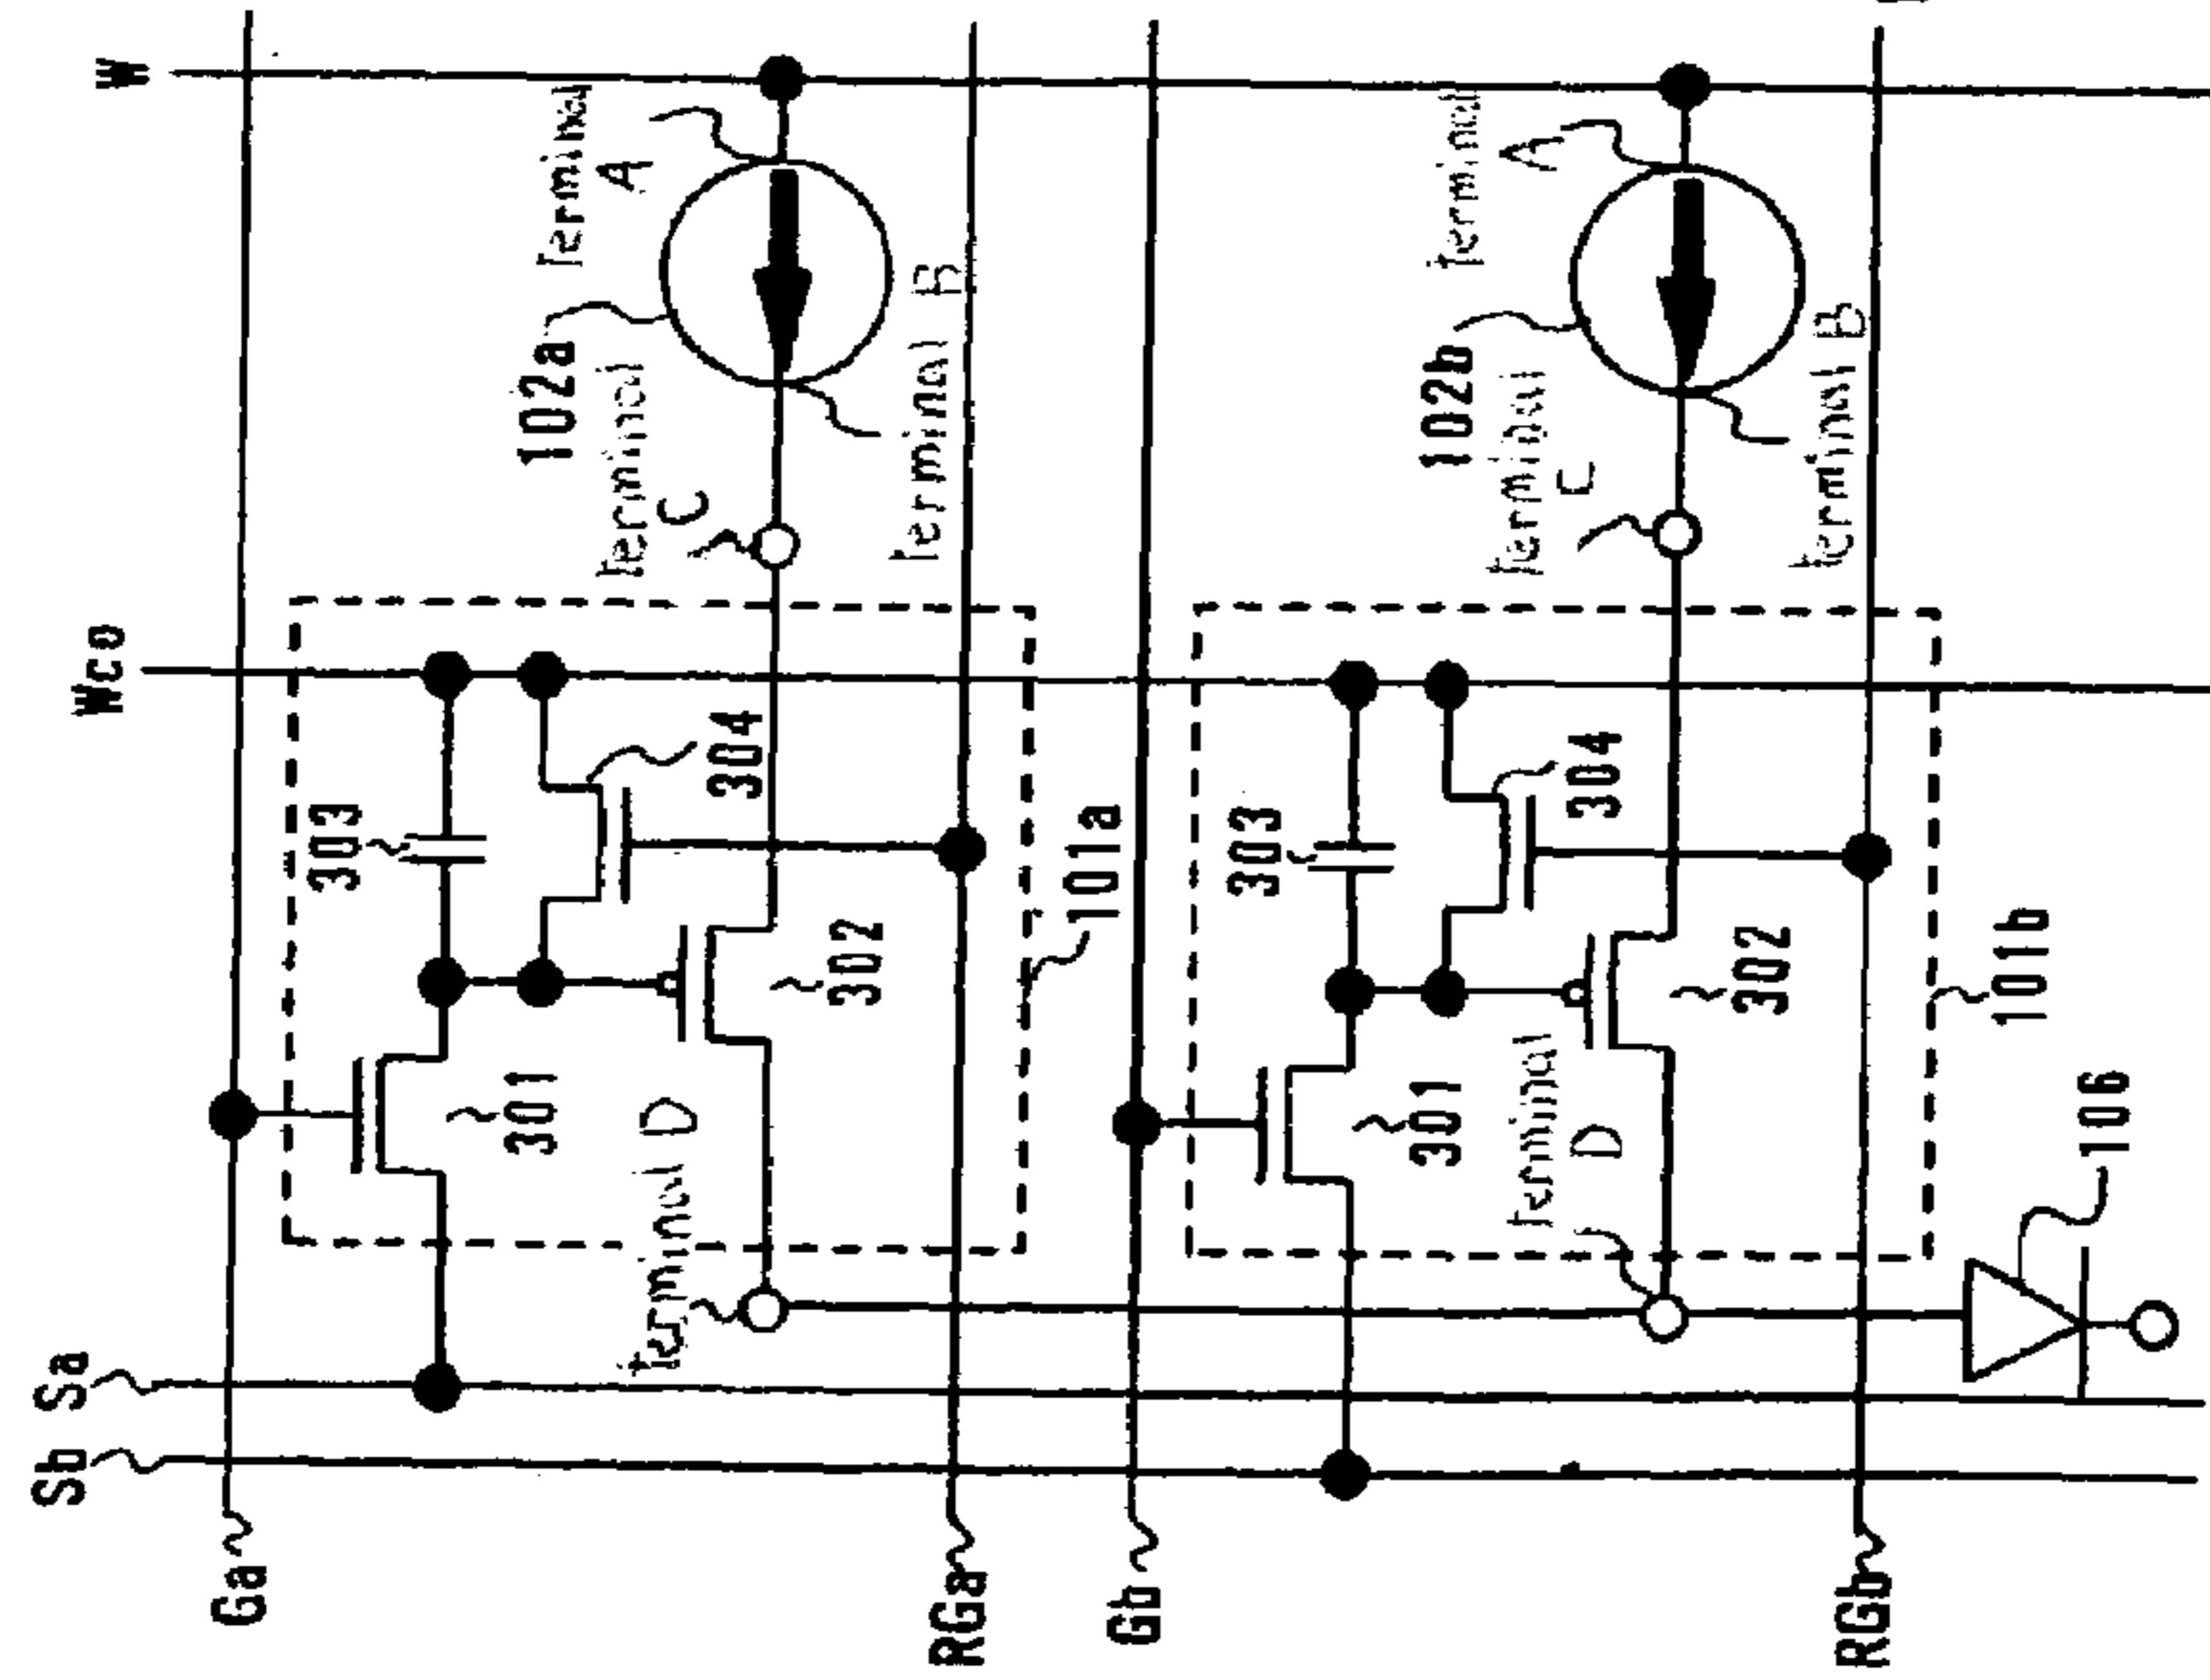 Sb
Sa
Wco
W
Ga
301
303
304
302
Terminal D
101a
102a
Terminal A
Terminal C
Terminal B
RGa
Gb
301
303
304
302
Terminal D
101b
102b
Terminal A
Terminal C
Terminal B
RGb
106